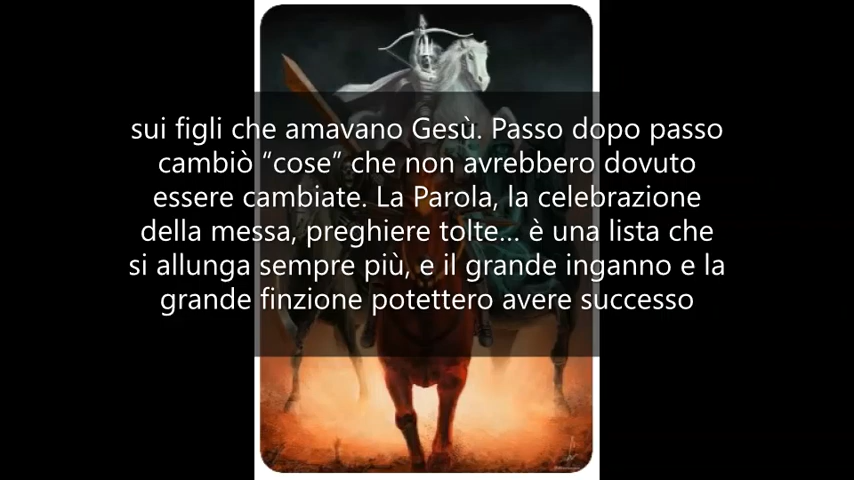 sui figli che amavano Gesù. Passo dopo passo
cambiò “cose” che non avrebbero dovuto
essere cambiate. La Parola, la celebrazione
della messa, preghiere tolte... è una lista che
si allunga sempre più, e il grande inganno e la
grande finzione potettero avere successo